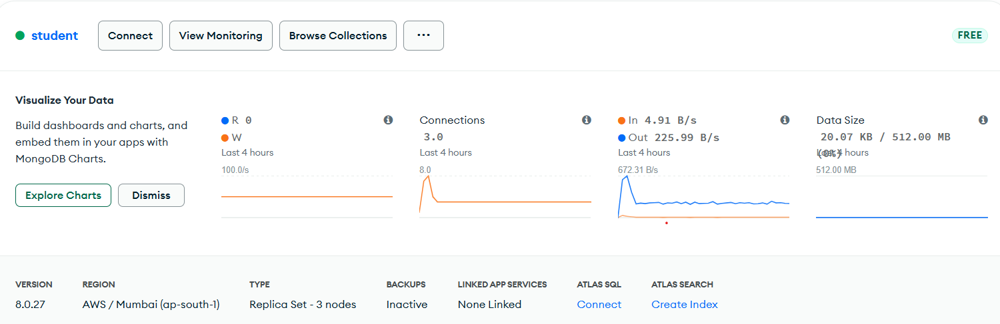 student
Connect
View Monitoring
Browse Collections
...
FREE
Visualize Your Data
Build dashboards and charts, and
embed them in your apps with
MongoDB Charts.
Explore Charts
Dismiss
R 0
W
Last 4 hours
100.0/s
Connections
3.0
Last 4 hours
8.0
In 4.91 B/s
Out 225.99 B/s
Last 4 hours
672.31 B/s
Data Size
20.07 KB / 512.00 MB
(0%)
Last 4 hours
512.00 MB
VERSION
8.0.27
REGION
AWS / Mumbai (ap-south-1)
TYPE
Replica Set - 3 nodes
BACKUPS
Inactive
LINKED APP SERVICES
None Linked
ATLAS SQL
Connect
ATLAS SEARCH
Create Index